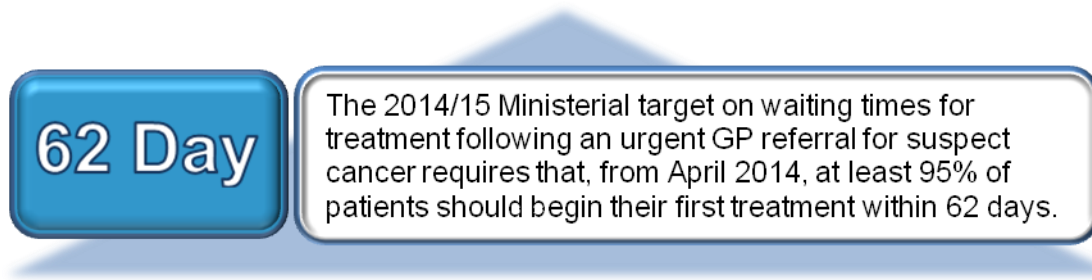 62 Day
The 2014/15 Ministerial target on waiting times for
treatment following an urgent GP referral for suspect
cancer requires that, from April 2014, at least 95% of
patients should begin their first treatment within 62 days.